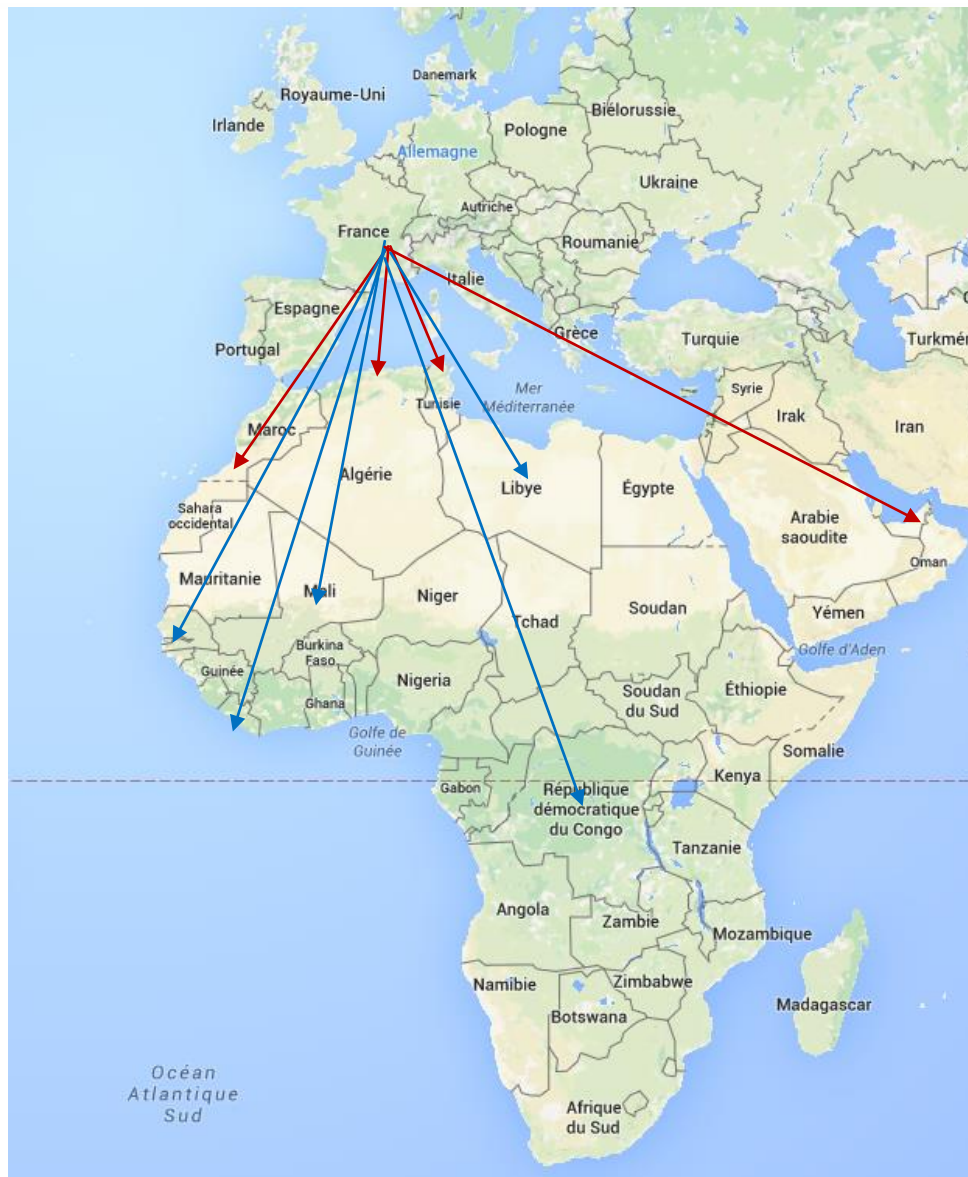 Danemark
Royaume-Uni
Irlande
Biélorussie
Pologne
Allemagne
Ukraine
Autriche
France
Roumanie
Italie
Espagne
Grèce
Portugal
Turquie
Turkmér
Mer
Méditerranée
Syrie
Tunisie
Irak
Iran
Maroc
Algérie
Libye
Égypte
Sahara
occidental
Arabie
saoudite
Oman
Mauritanie
Mali
Niger
Tchad
Soudan
Yémen
Golfe d'Aden
Burkina
Faso
Guinée
Nigeria
Soudan
du Sud
Éthiopie
Ghana
Golfe de
Guinée
Somalie
Kenya
Gabon
République
démocratique
du Congo
Tanzanie
Angola
Zambie
Mozambique
Namibie
Zimbabwe
Botswana
Madagascar
Océan
Atlantique
Sud
Afrique
du Sud